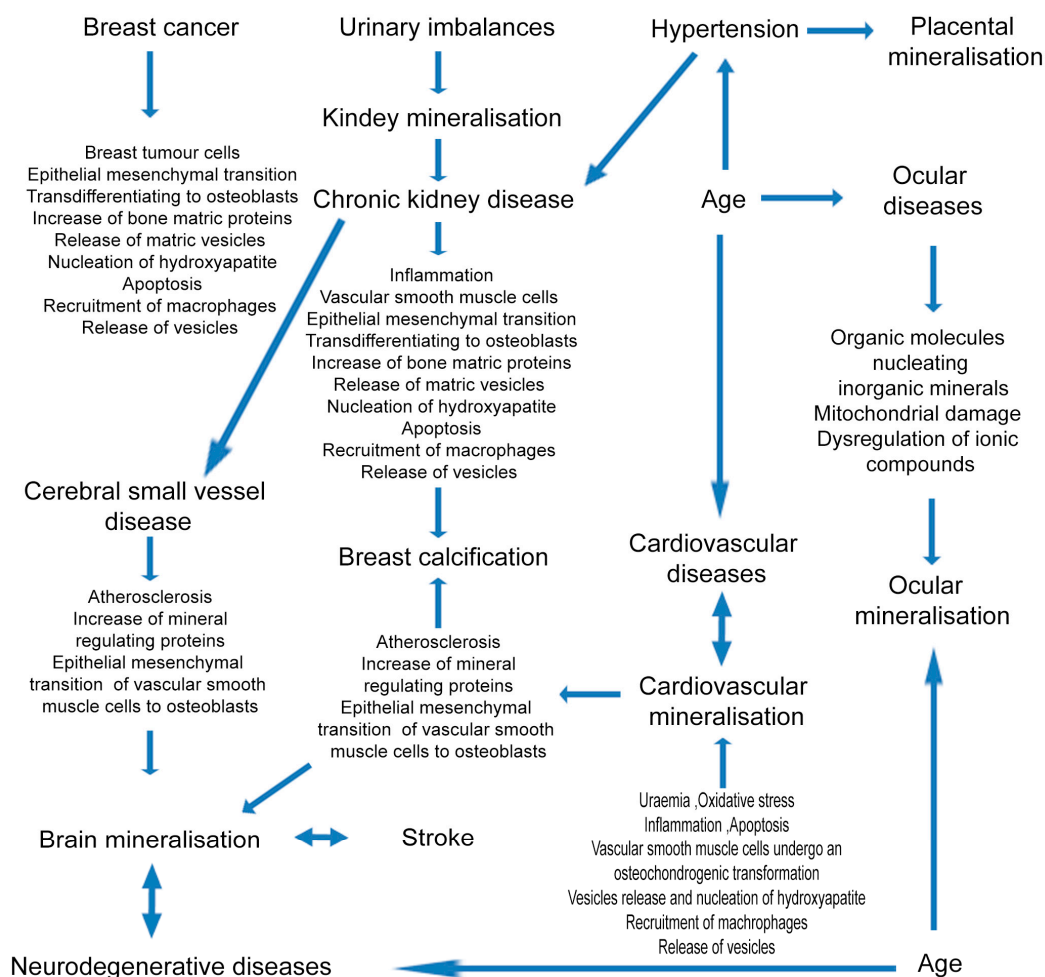 Breast cancer
Breast tumour cells
Epithelial mesenchymal transition
Transdifferentiating to osteoblasts
Increase of bone matric proteins
Release of matric vesicles
Nucleation of hydroxyapatite
Apoptosis
Recruitment of macrophages
Release of vesicles
Urinary imbalances
Kindey mineralisation
Chronic kidney disease
Inflammation
Vascular smooth muscle cells
Epithelial mesenchymal transition
Transdifferentiating to osteoblasts
Increase of bone matric proteins
Release of matric vesicles
Nucleation of hydroxyapatite
Apoptosis
Recruitment of macrophages
Release of vesicles
Breast calcification
Hypertension
Placental
mineralisation
Age
Ocular
diseases
Organic molecules
nucleating
inorganic minerals
Mitochondrial damage
Dysregulation of ionic
compounds
Ocular
mineralisation
Cerebral small vessel
disease
Atherosclerosis
Increase of mineral
regulating proteins
Epithelial mesenchymal
transition of vascular smooth
muscle cells to osteoblasts
Atherosclerosis
Increase of mineral
regulating proteins
Epithelial mesenchymal
transition of vascular smooth
muscle cells to osteoblasts
Cardiovascular
diseases
Cardiovascular
mineralisation
Uraemia ,Oxidative stress
Inflammation ,Apoptosis
Vascular smooth muscle cells undergo an
osteochondrogenic transformation
Vesicles release and nucleation of hydroxyapatite
Recruitment of machrophages
Release of vesicles
Brain mineralisation
Stroke
Neurodegenerative diseases
Age